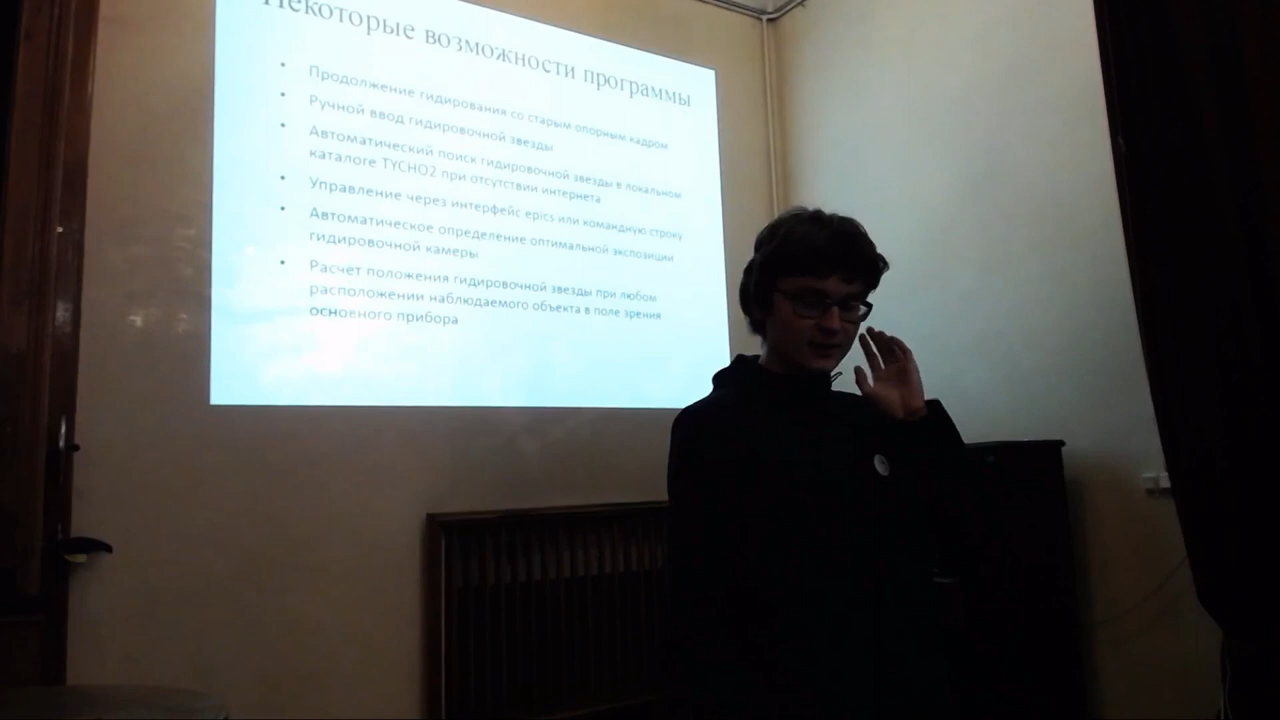 Некоторые возможности программы
• Продолжение гидирования со старым опорным кадром
• Ручной ввод гидировочной звезды
• Автоматический поиск гидировочной звезды в локальном
каталоге TYCHO2 при отсутствии интернета
• Управление через интерфейс epics или командную строку
• Автоматическое определение оптимальной экспозиции
гидировочной камеры
• Расчёт положения гидировочной звезды при любом
расположении наблюдаемого объекта в поле зрения
основного прибора